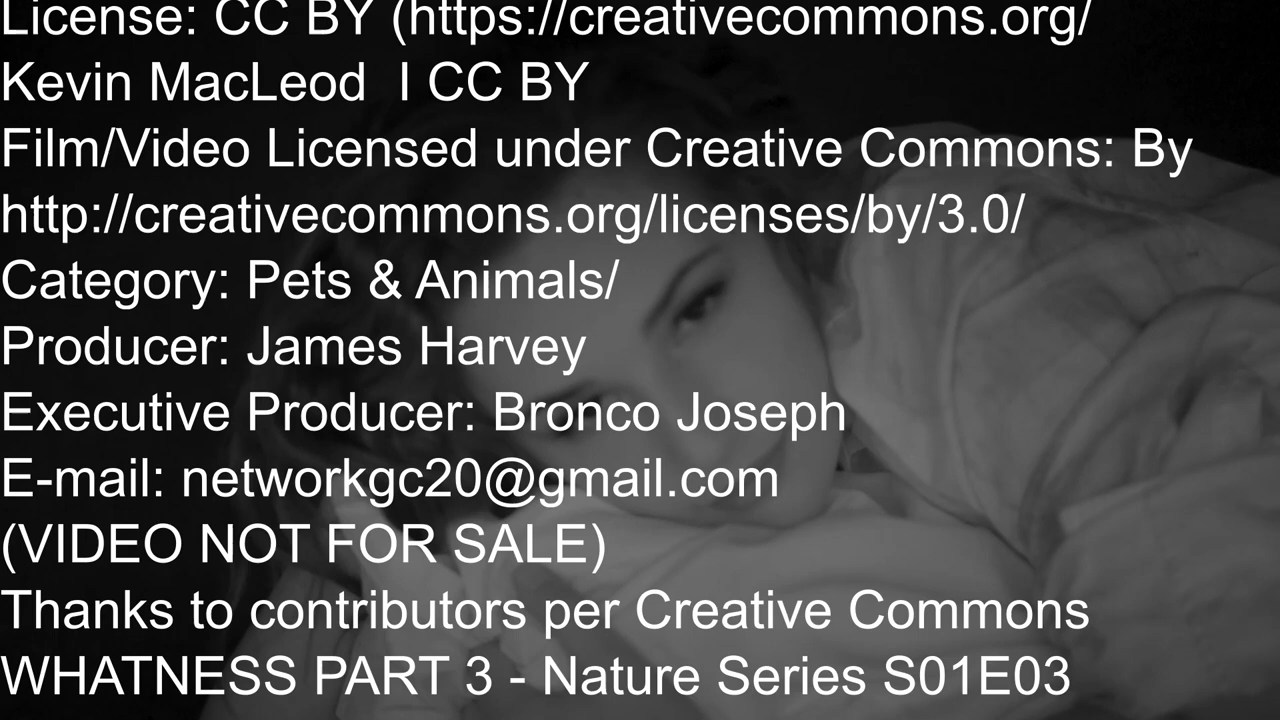 License: CC BY (https://creativecommons.org/
Kevin MacLeod  I CC BY
Film/Video Licensed under Creative Commons: By
http://creativecommons.org/licenses/by/3.0/
Category: Pets & Animals/
Producer: James Harvey
Executive Producer: Bronco Joseph
E-mail: networkgc20@gmail.com
(VIDEO NOT FOR SALE)
Thanks to contributors per Creative Commons
WHATNESS PART 3 - Nature Series S01E03